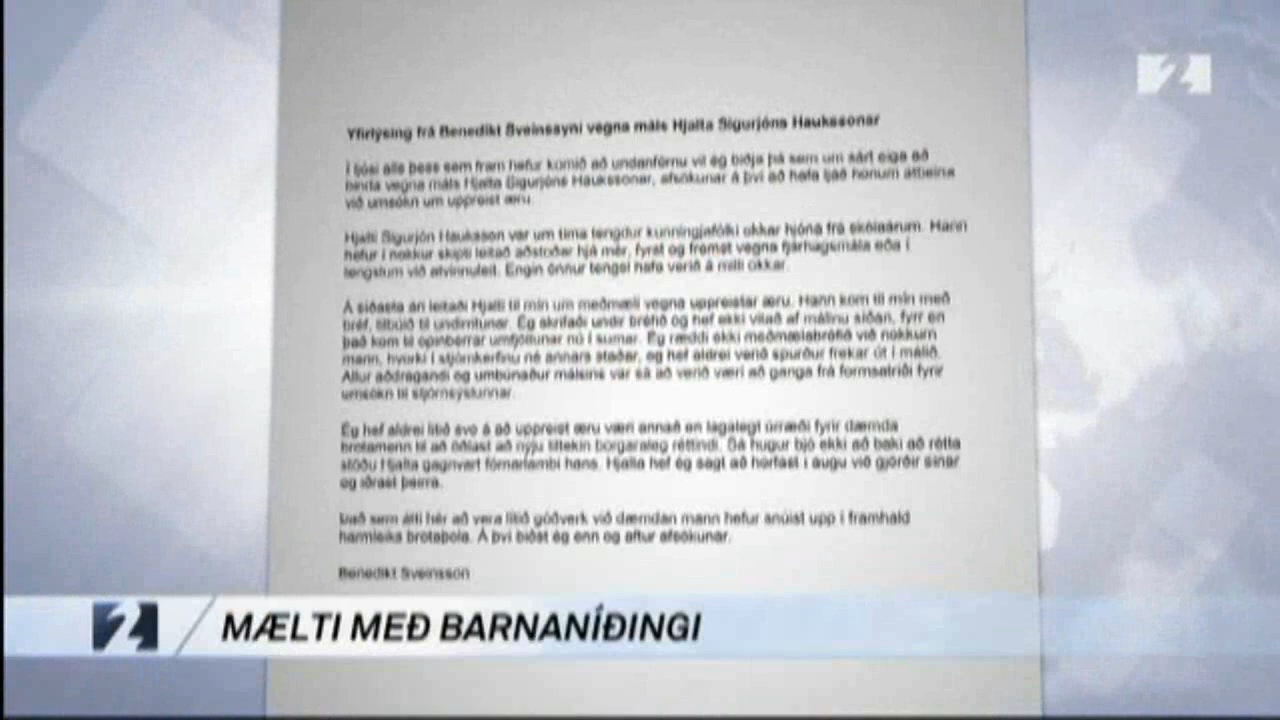 2
Yfirlýsing frá Benedikt Sveinssyni vegna máls Hjalta Sigurjóns Haukssonar
Í ljósi alls þess sem fram hefur komið að undanförnu vil ég biðja þá sem um sárt eiga að
binda vegna máls Hjalta Sigurjóns Haukssonar, afsökunar á því að hafa ljáð honum atbeina
við umsókn um uppreist æru.
Hjalti Sigurjón Hauksson var um tíma tengdur kunningjafólki okkar hjóna frá skólaárum. Hann
hefur í nokkur skipti leitað aðstoðar hjá mér, fyrst og fremst vegna fjárhagsmála eða í
tengslum við atvinnuleit. Engin önnur tengsl hafa verið á milli okkar.
Á síðasta ári leitaði Hjalti til mín um meðmæli vegna uppreistar æru. Hann kom til mín með
bréf, tilbúið til undirritunar. Ég skrifaði undir bréfið og hef ekki vitað af málinu síðan, fyrr en
það kom til opinberrar umfjöllunar nú í sumar. Ég ræddi ekki meðmælabréfið við nokkurn
mann, hvorki í stjórnkerfinu né annars staðar, og hef aldrei verið spurður frekar út í málið.
Allur aðdragandi og umbúnaður málsins var sá að verið væri að ganga frá formsatriði fyrir
umsókn til stjórnsýslunnar.
Ég hef aldrei litið svo á að uppreist æru væri annað en lagalegt úrræði fyrir dæmda
brotamenn til að öðlast að nýju tiltekin borgaraleg réttindi. Sá hugur bjó ekki að baki að rétta
stöðu Hjalta gagnvart fórnarlambi hans. Hjalta hef ég sagt að horfast í augu við gjörðir sínar
og iðrast þeirra.
Það sem átti hér að vera lítið góðverk við dæmdan mann hefur snúist upp í framhald
harmleiks brotaþola. Á því biðst ég enn og aftur afsökunar.
Benedikt Sveinsson
2 MÆLTI MEÐ BARNANÍÐINGI